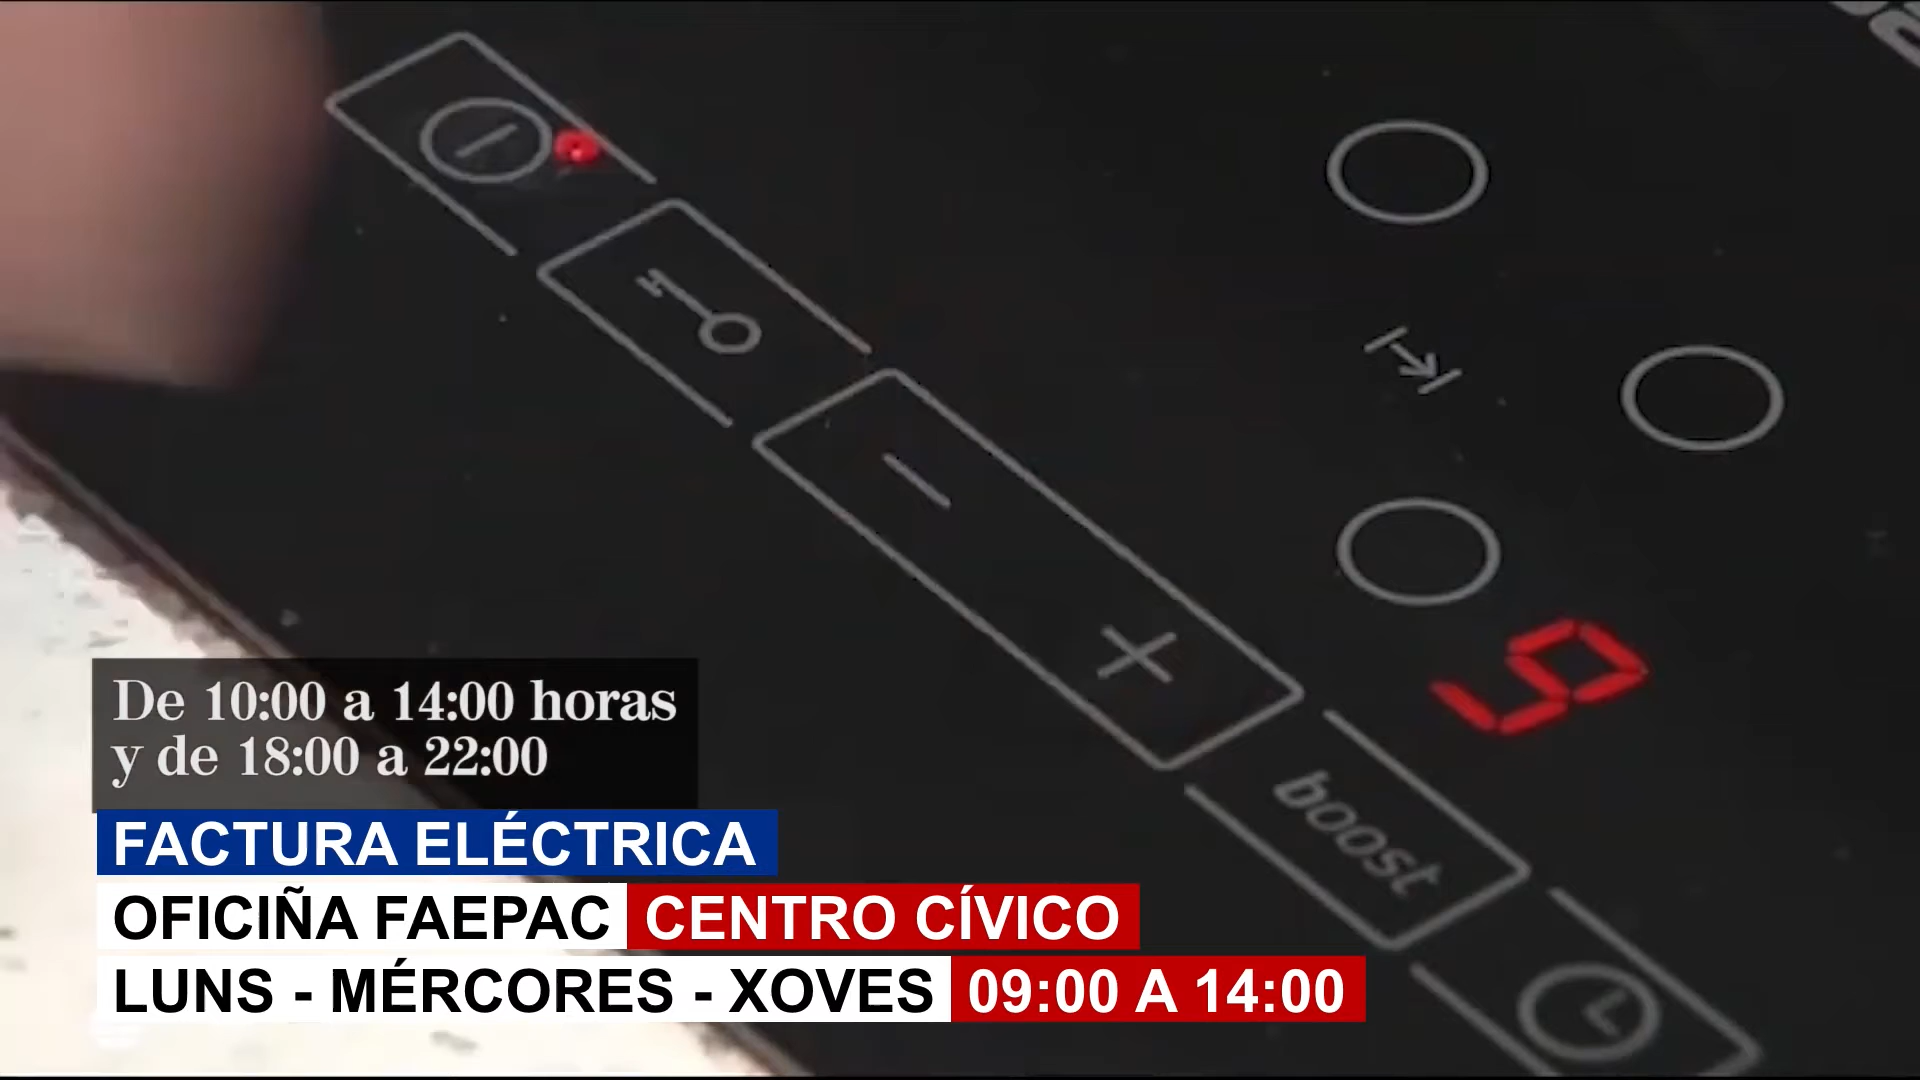 9
boost
De 10:00 a 14:00 horas
y de 18:00 a 22:00
FACTURA ELÉCTRICA
OFICIÑA FAEPAC CENTRO CÍVICO
LUNS - MÉRCORES - XOVES 09:00 A 14:00